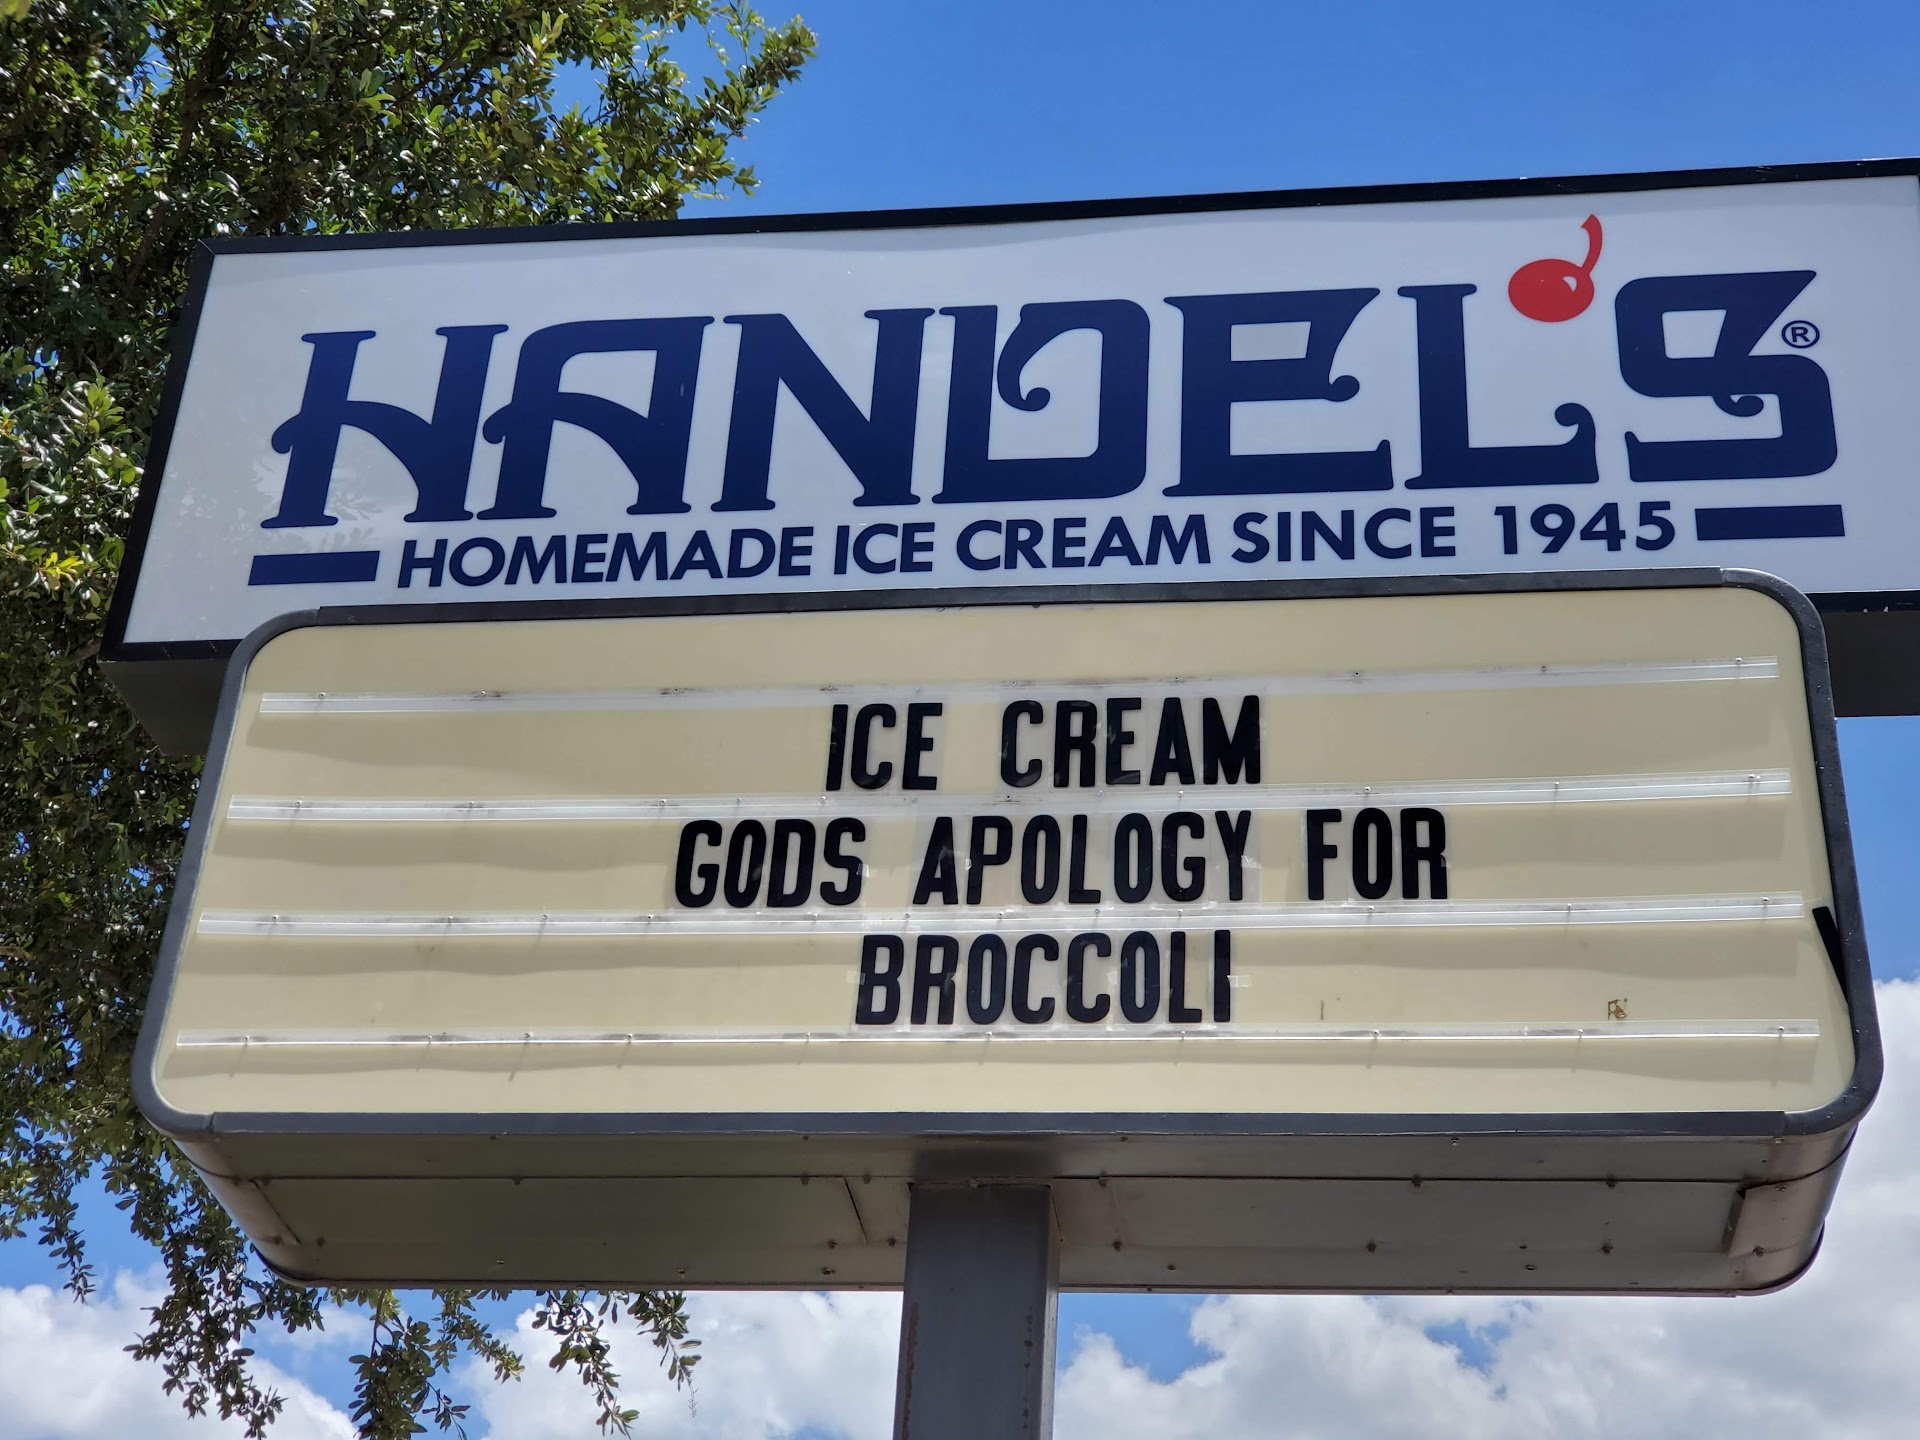 HANDEL'S®
HOMEMADE ICE CREAM SINCE 1945
ICE CREAM
GODS APOLOGY FOR
BROCCOLI